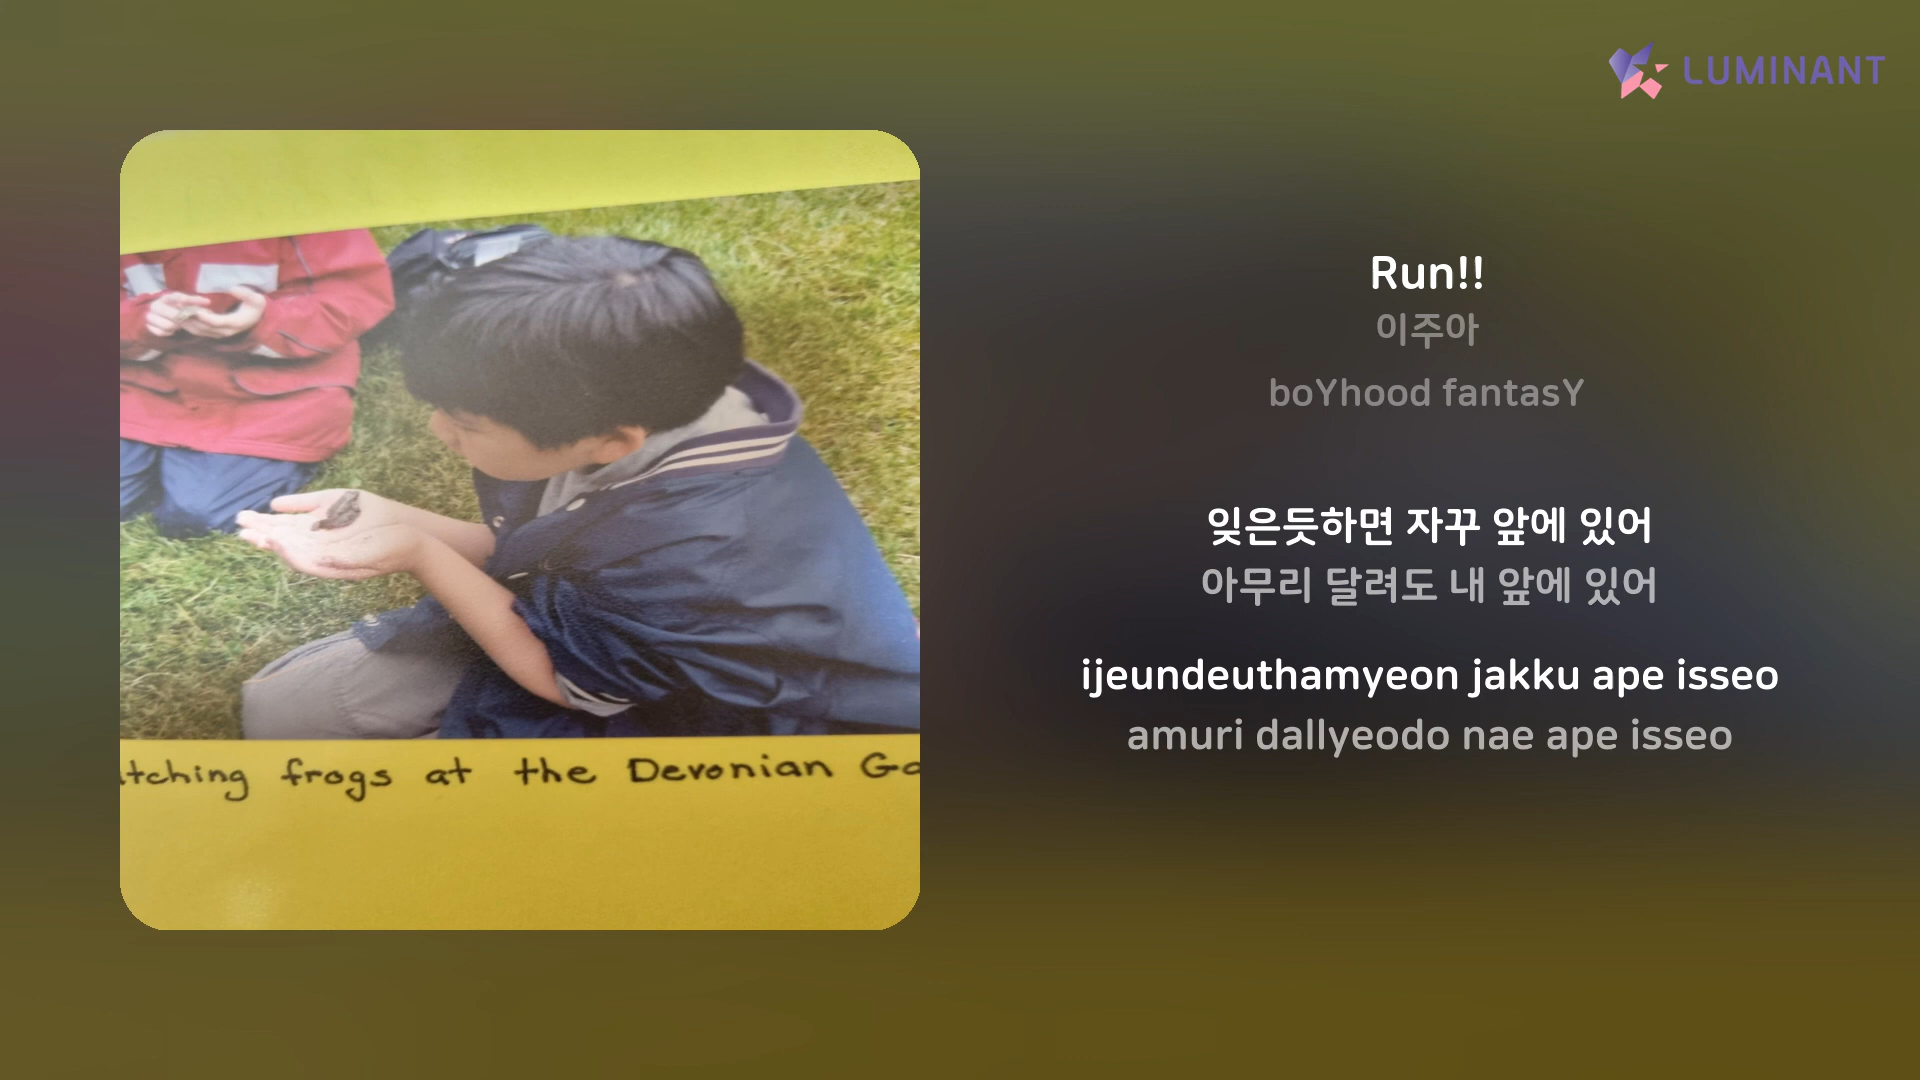 LUMINANT
Run!!
이주아
boYhood fantasY
잊은듯하면 자꾸 앞에 있어
아무리 달려도 내 앞에 있어
ijeundeuthamyeon jakku ape isseo
amuri dallyeodo nae ape isseo
frogs at the Devonian